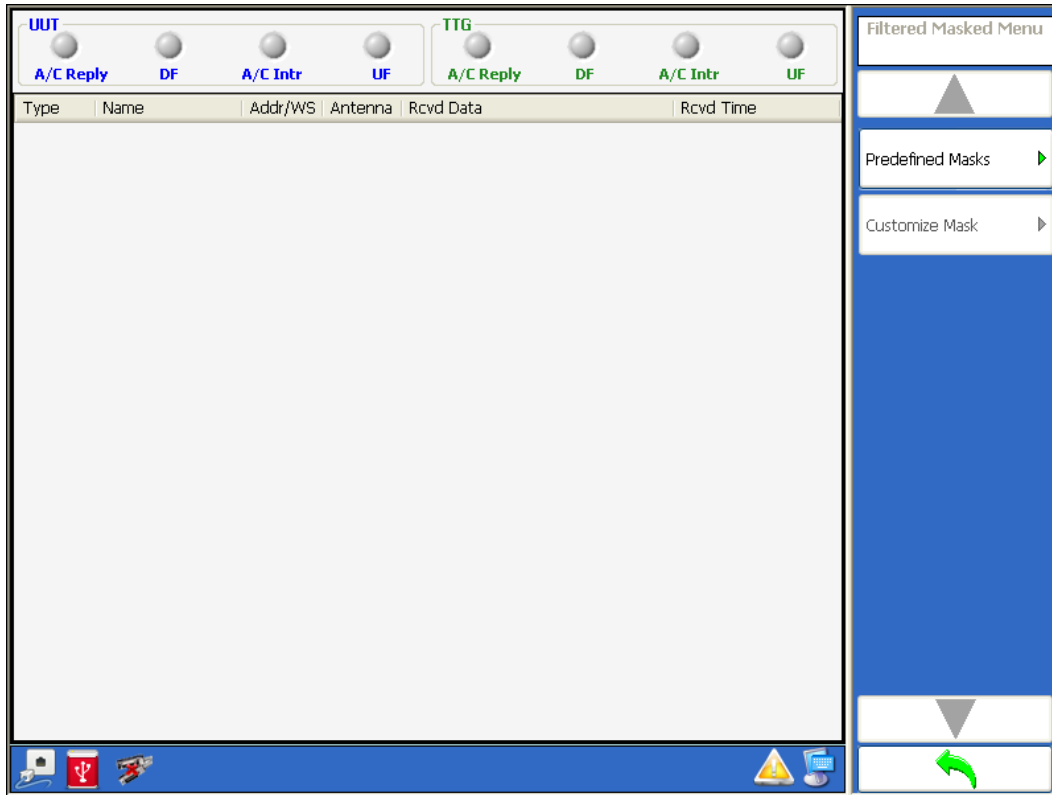 UUT
A/C Reply DF A/C Intr UF
TTG
A/C Reply DF A/C Intr UF
Type Name Addr/WS Antenna Rcvd Data Rcvd Time
Filtered Masked Menu
Predefined Masks
Customize Mask